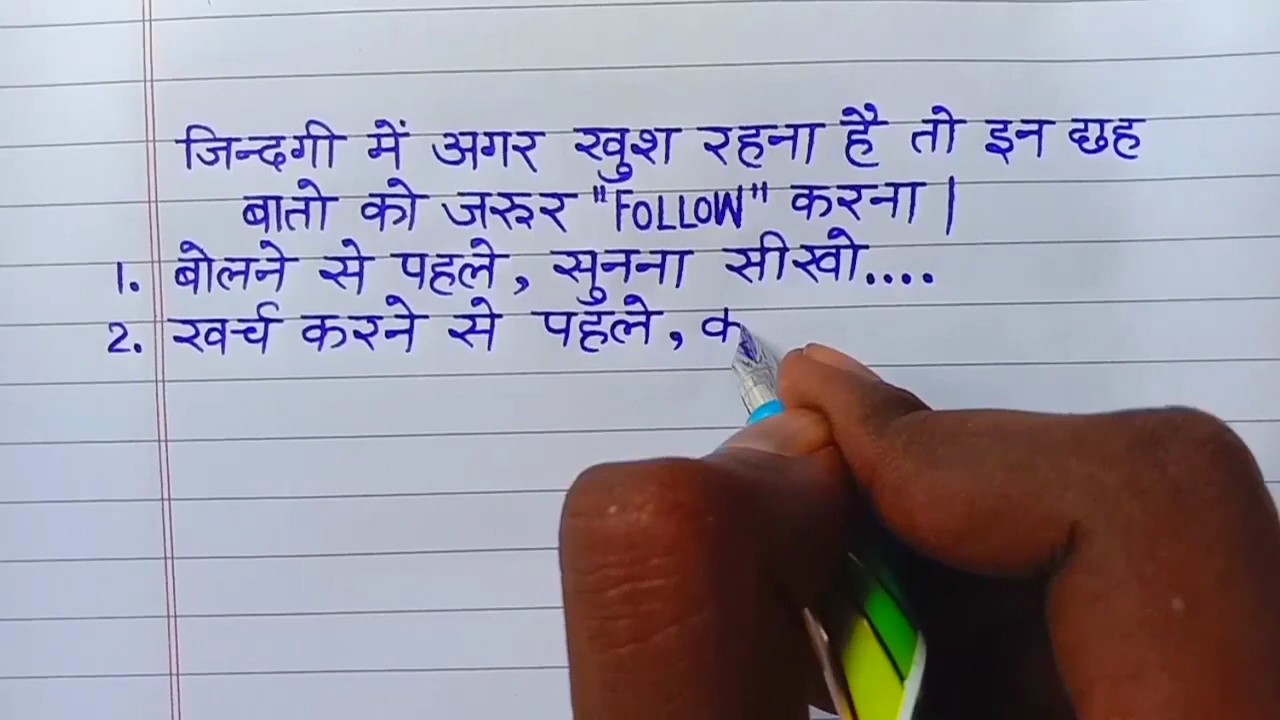 जिन्दगी में अगर खुश रहना है तो इन छह
बातो को जरुर "FOLLOW" करना |
1. बोलने से पहले, सुनना सीखो....
2. खर्च करने से पहले,